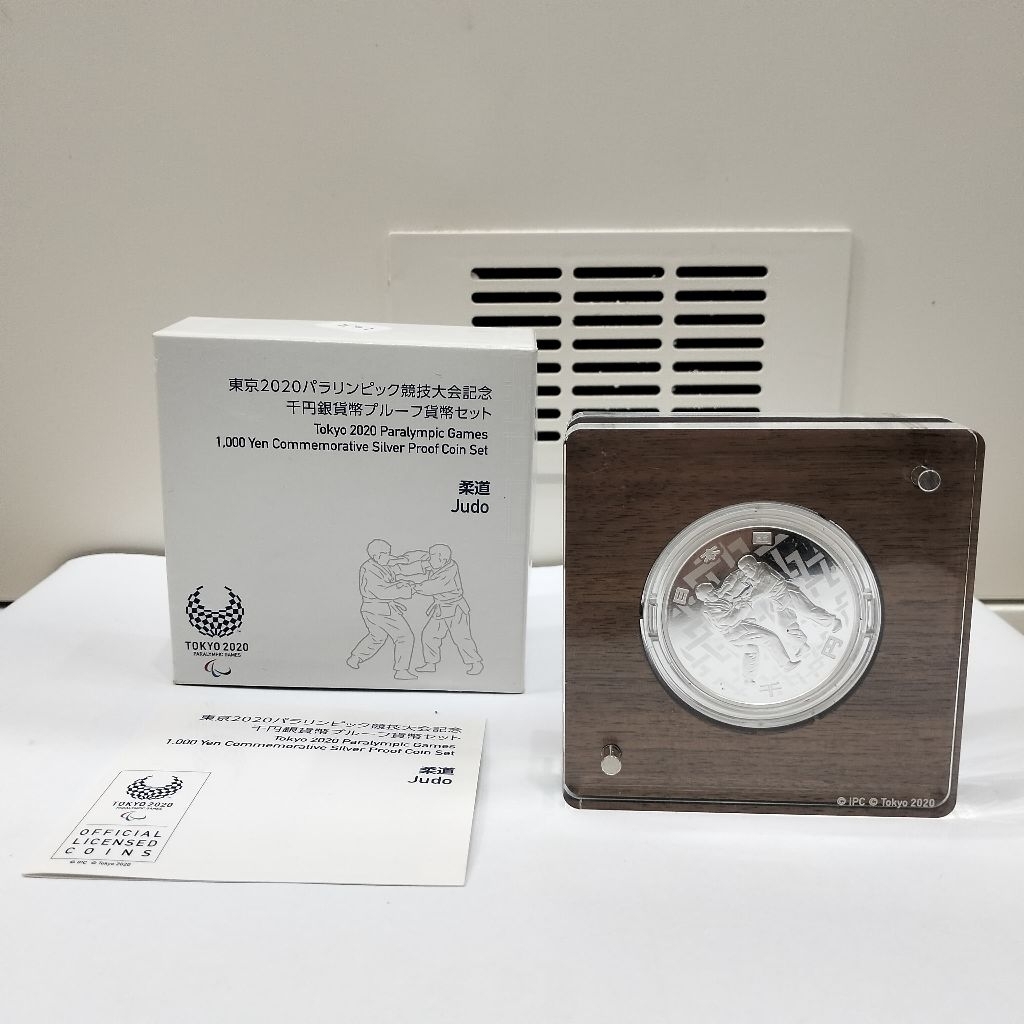 東京2020パラリンピック競技大会記念
千円銀貨幣プルーフ貨幣セット
Tokyo 2020 Paralympic Games
1,000 Yen Commemorative Silver Proof Coin Set
柔道
Judo
TOKYO 2020
PARALYMPIC GAMES
東京2020パラリンピック競技大会記念
千円銀貨幣プルーフ貨幣セット
Tokyo 2020 Paralympic Games
1,000 Yen Commemorative Silver Proof Coin Set
柔道
Judo
TOKYO 2020
PARALYMPIC GAMES
OFFICIAL
LICENSED
COINS
© IPC © Tokyo 2020
日本
千円
© IPC © Tokyo 2020